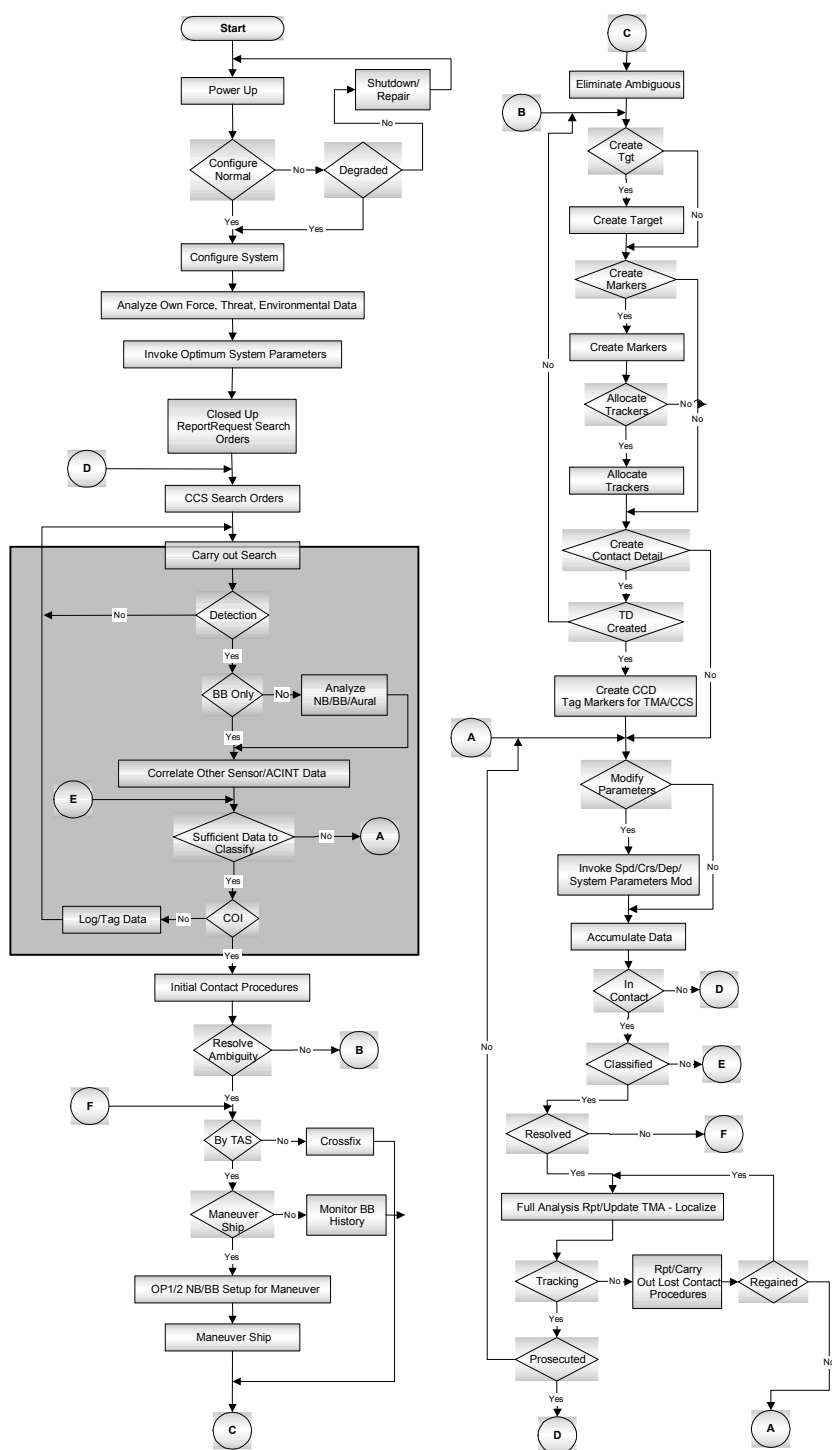 Start
Power Up
Shutdown/
Repair
No
Configure
Normal
No
Degraded
Yes
Yes
Configure System
Analyze Own Force, Threat, Environmental Data
Invoke Optimum System Parameters
Closed Up
ReportRequest Search
Orders
D
CCS Search Orders
Carry out Search
No
Detection
Yes
BB Only
No
Analyze
NB/BB/Aural
Yes
Correlate Other Sensor/ACINT Data
E
Sufficient Data to
Classify
No
A
Yes
Log/Tag Data
No
COI
Yes
Initial Contact Procedures
Resolve
Ambiguity
No
B
Yes
F
By TAS
No
Crossfix
Yes
Maneuver
Ship
No
Monitor BB
History
Yes
OP1/2 NB/BB Setup for Maneuver
Maneuver Ship
C
C
Eliminate Ambiguous
B
Create
Tgt
Yes
No
Create Target
Create
Markers
Yes
Create Markers
No
No
Allocate
Trackers
No
No
Yes
Allocate
Trackers
Create
Contact Detail
Yes
TD
Created
Yes
No
Create CCD
Tag Markers for TMA/CCS
A
Modify
Parameters
Yes
No
Invoke Spd/Crs/Dep/
System Parameters Mod
Accumulate Data
In
Contact
No
D
Yes
No
Classified
No
E
Yes
Resolved
No
F
Yes
Yes
Full Analysis Rpt/Update TMA - Localize
Tracking
No
Rpt/Carry
Out Lost Contact
Procedures
Regained
Yes
No
Prosecuted
Yes
D
A